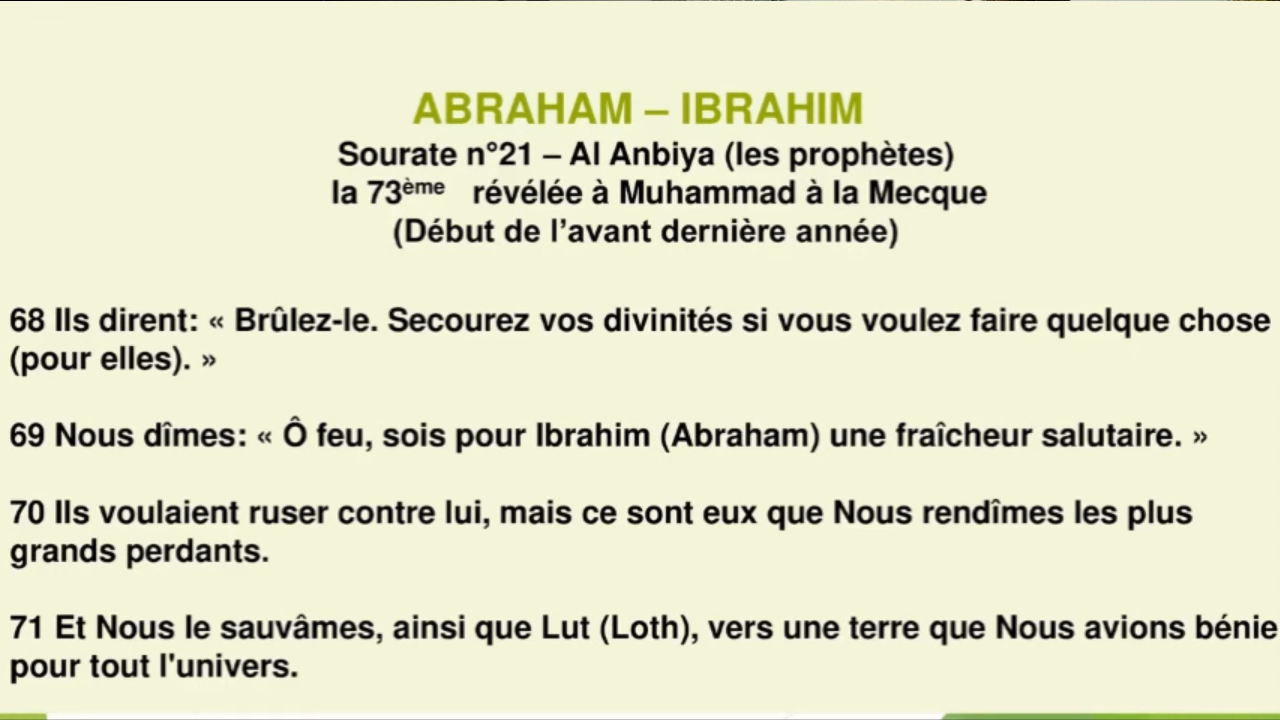 ABRAHAM – IBRAHIM
Sourate n°21 – Al Anbiya (les prophètes)
la 73ème révélée à Muhammad à la Mecque
(Début de l’avant dernière année)
68 Ils dirent: « Brûlez-le. Secourez vos divinités si vous voulez faire quelque chose
(pour elles). »
69 Nous dîmes: « Ô feu, sois pour Ibrahim (Abraham) une fraîcheur salutaire. »
70 Ils voulaient ruser contre lui, mais ce sont eux que Nous rendîmes les plus
grands perdants.
71 Et Nous le sauvâmes, ainsi que Lut (Loth), vers une terre que Nous avions bénie
pour tout l'univers.